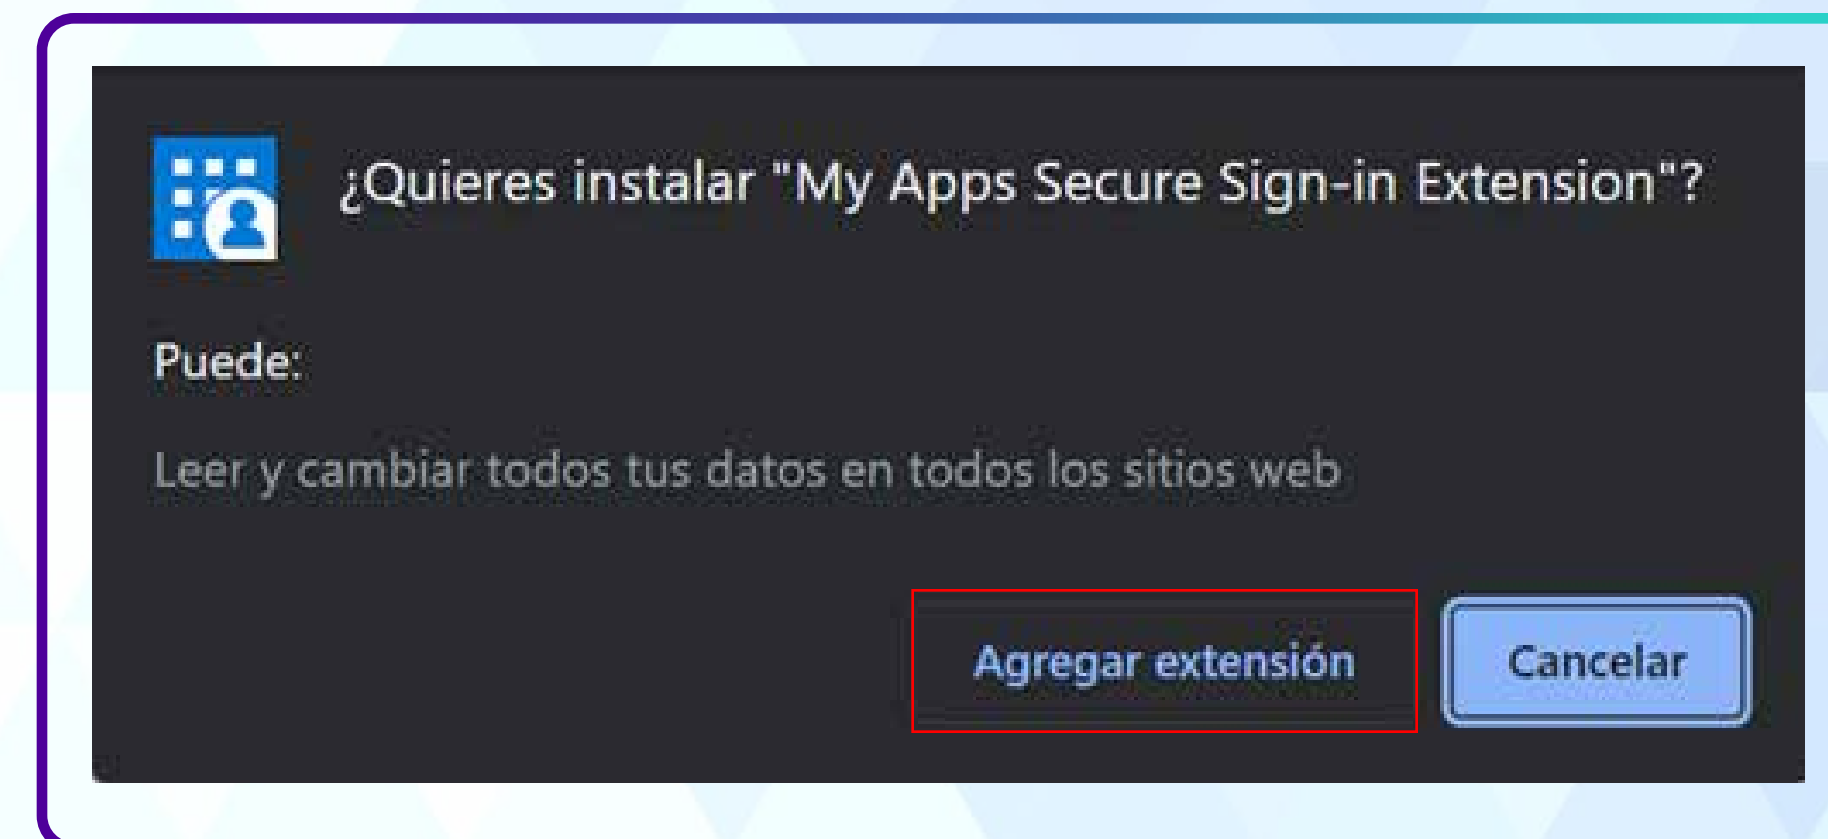 ¿Quieres instalar "My Apps Secure Sign-in Extension"?
Puede:
Leer y cambiar todos tus datos en todos los sitios web
Agregar extensión
Cancelar